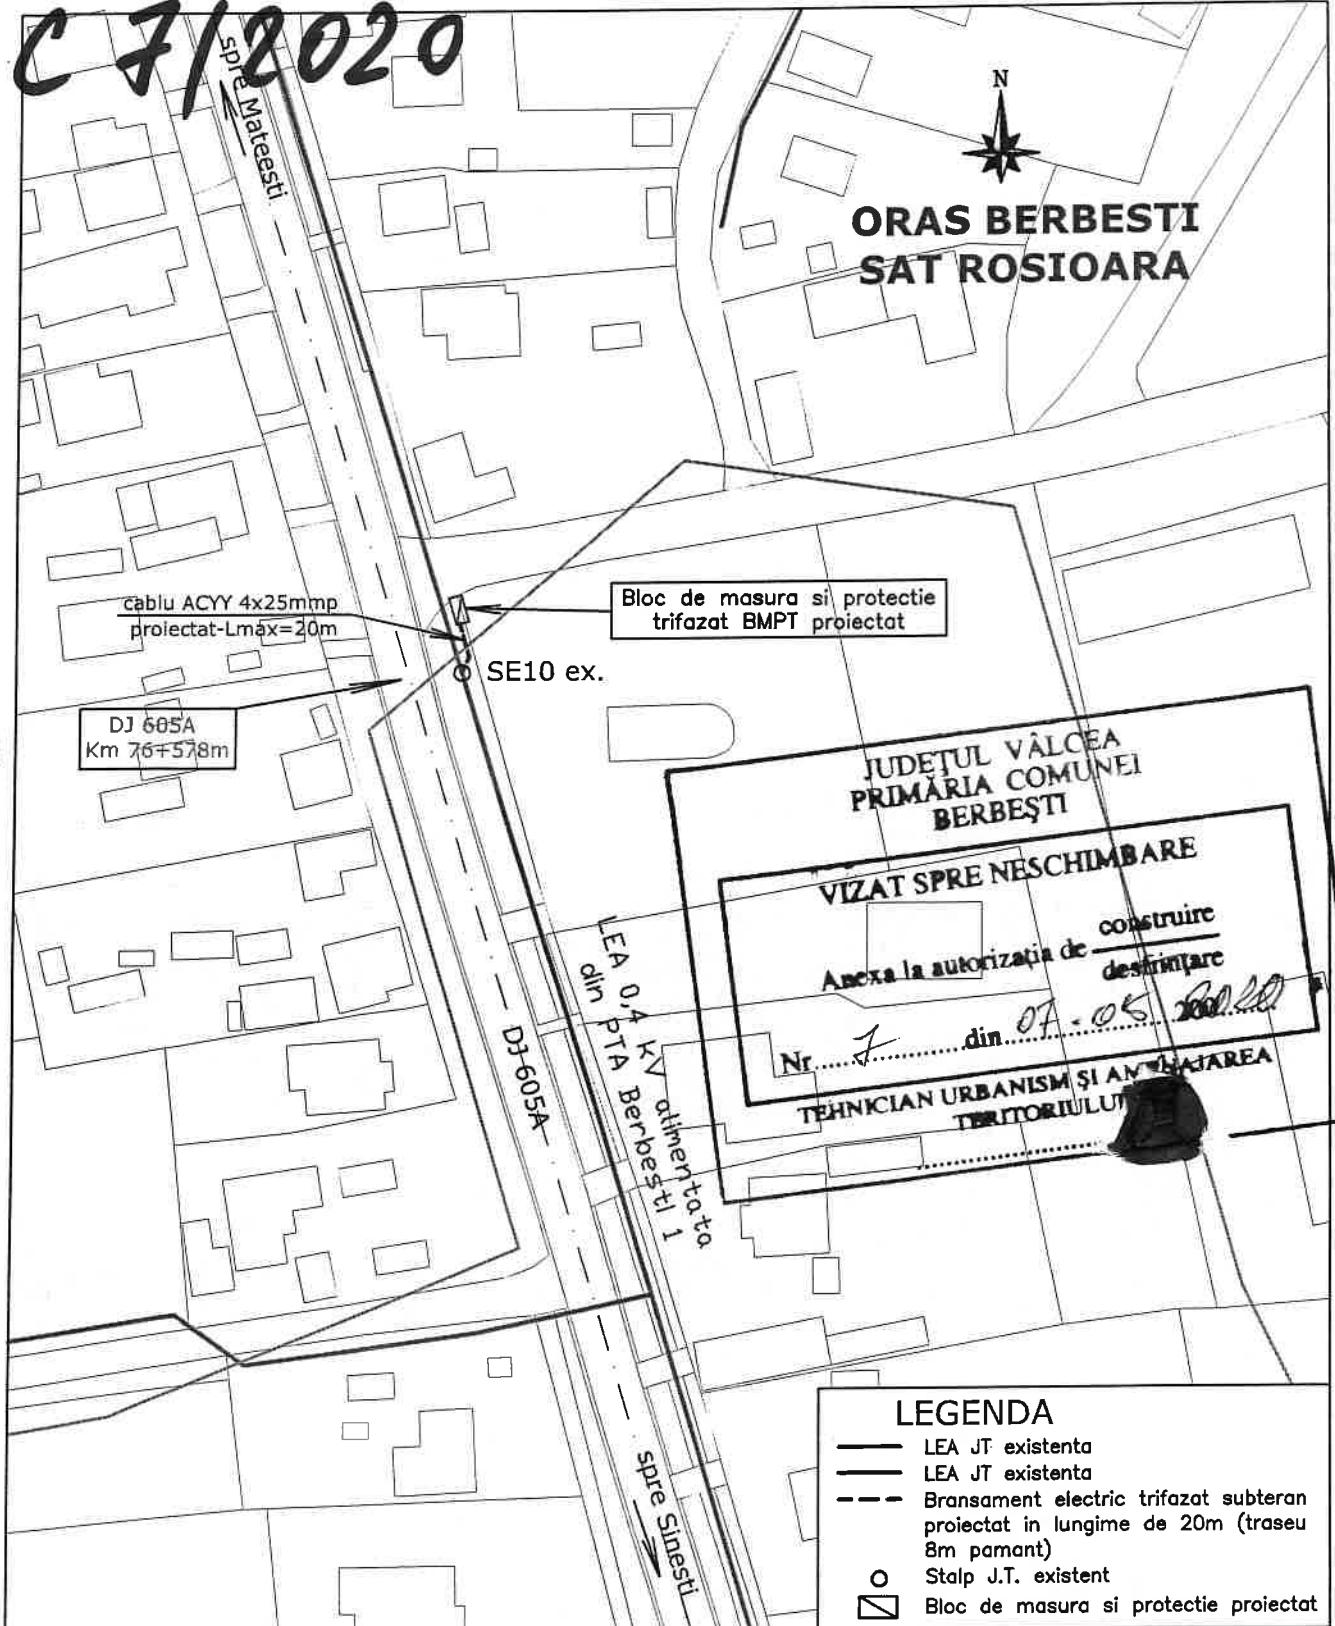 C 7/2020
spre Mateesti
N
ORAS BERBESTI
SAT ROSIOARA
cablu ACYY 4x25mmp
proiectat-Lmax=20m
Bloc de masura si protectie
trifazat BMPT proiectat
SE10 ex.
DJ 605A
Km 76+578m
JUDEȚUL VÂLCEA
PRIMĂRIA COMUNEI
BERBEȘTI
VIZAT SPRE NESCHIMBARE
Anexa la autorizația de construire
desființare
Nr. 7 din 07.05
TEHNICIAN URBANISM ȘI
LEA 0,4 kV alimentata
din PTA Berbesti 1
DJ 605A
spre Sinesti
LEGENDA
LEA JT existenta
LEA JT existenta
Bransament electric trifazat subteran
proiectat in lungime de 20m (traseu
8m pamant)
Stalp J.T. existent
Bloc de masura si protectie proiectat